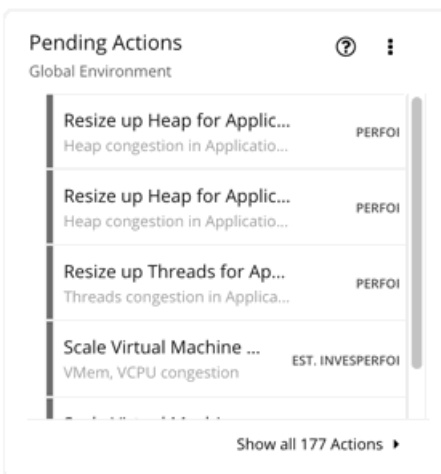 Pending Actions
Global Environment
Resize up Heap for Applic...
Heap congestion in Applicatio...
PERFOI
Resize up Heap for Applic...
Heap congestion in Applicatio...
PERFOI
Resize up Threads for Ap...
Threads congestion in Applica...
PERFOI
Scale Virtual Machine ...
VMem, VCPU congestion
EST. INVESPERFOI
Show all 177 Actions